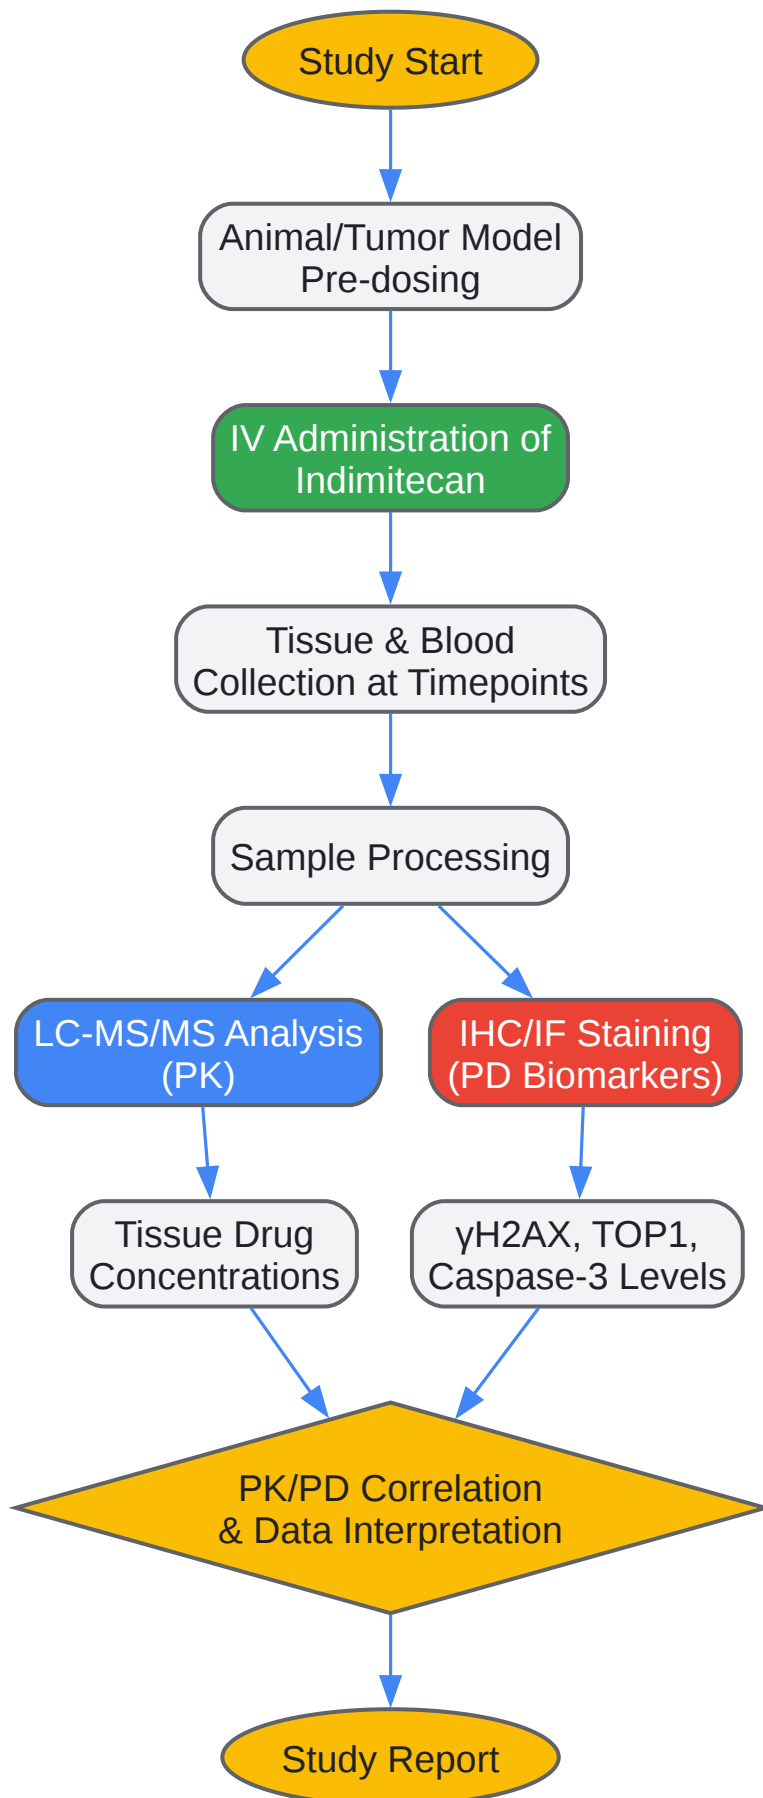 Study Start
Animal/Tumor Model
Pre-dosing
IV Administration of
Indimitecan
Tissue & Blood
Collection at Timepoints
Sample Processing
LC-MS/MS Analysis
(PK)
IHC/IF Staining
(PD Biomarkers)
Tissue Drug
Concentrations
γH2AX, TOP1,
Caspase-3 Levels
PK/PD Correlation
& Data Interpretation
Study Report